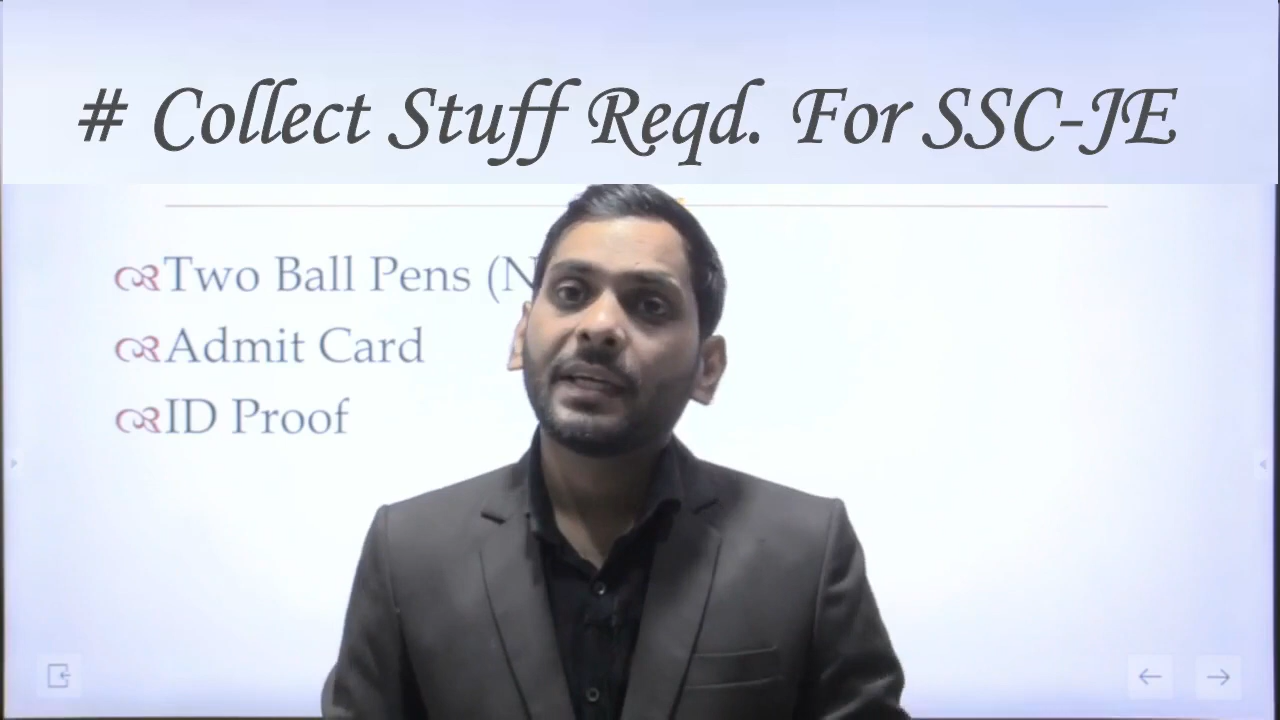 # Collect Stuff Reqd. For SSC-JE
Two Ball Pens (N
Admit Card
ID Proof